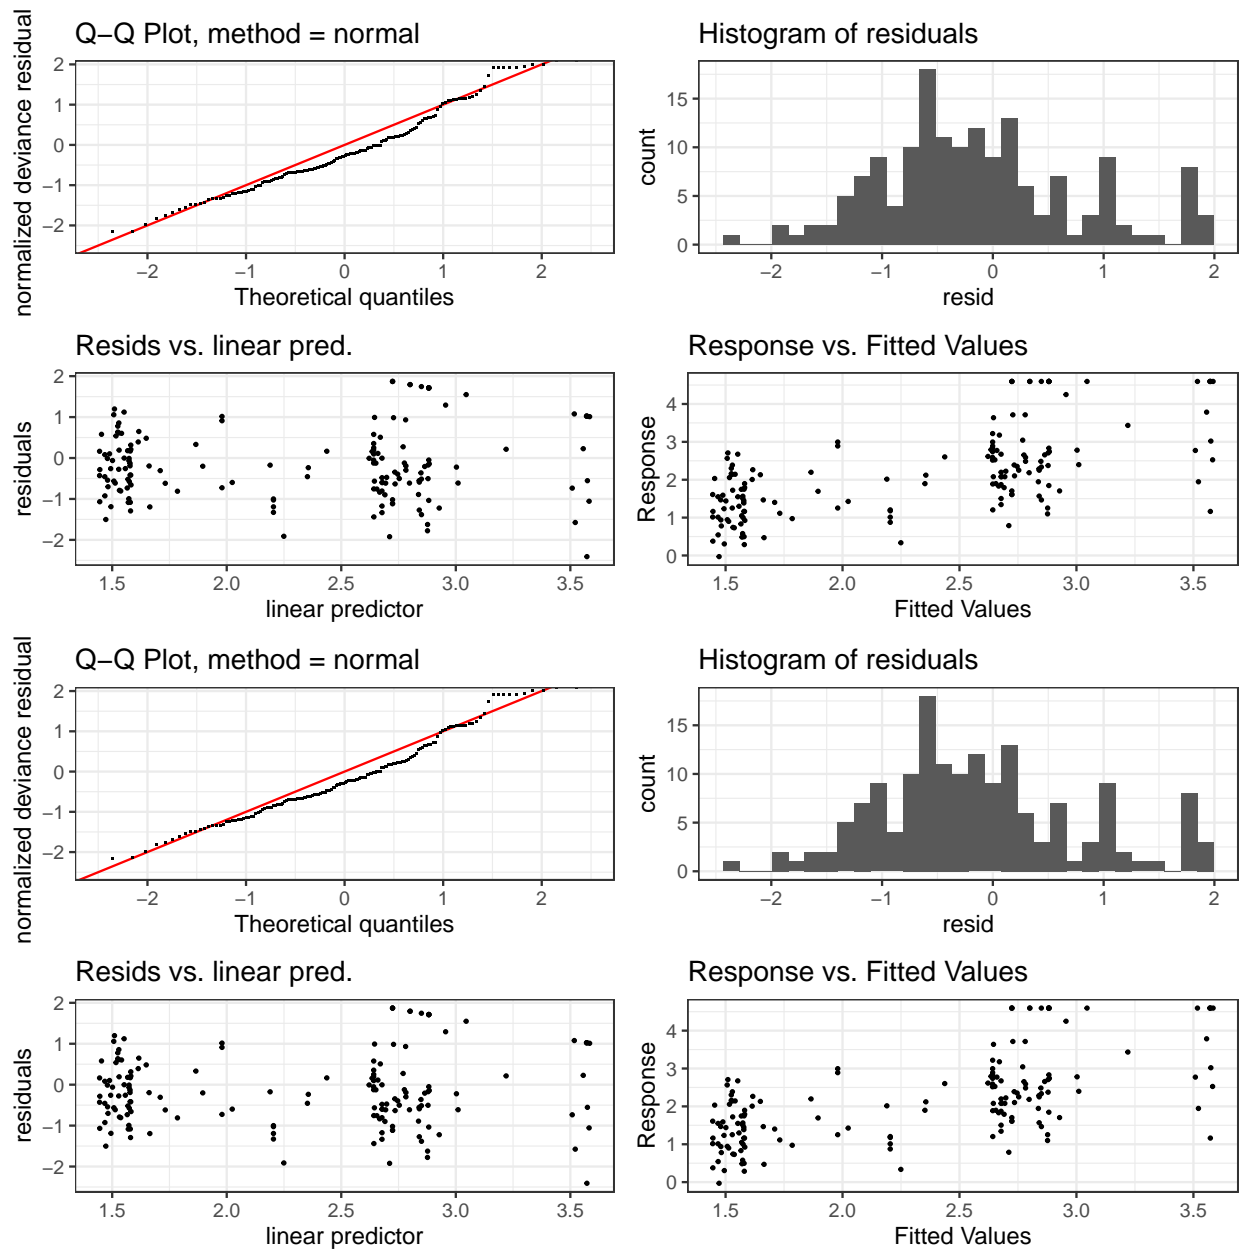 Q−Q Plot, method = normal
normalized deviance residual
2
1
0
−1
−2
−2 −1 0 1 2
Theoretical quantiles
Histogram of residuals
count
15
10
5
0
−2 −1 0 1 2
resid
Resids vs. linear pred.
residuals
2
1
0
−1
−2
1.5 2.0 2.5 3.0 3.5
linear predictor
Response vs. Fitted Values
Response
4
3
2
1
0
1.5 2.0 2.5 3.0 3.5
Fitted Values
Q−Q Plot, method = normal
normalized deviance residual
2
1
0
−1
−2
−2 −1 0 1 2
Theoretical quantiles
Histogram of residuals
count
15
10
5
0
−2 −1 0 1 2
resid
Resids vs. linear pred.
residuals
2
1
0
−1
−2
1.5 2.0 2.5 3.0 3.5
linear predictor
Response vs. Fitted Values
Response
4
3
2
1
0
1.5 2.0 2.5 3.0 3.5
Fitted Values